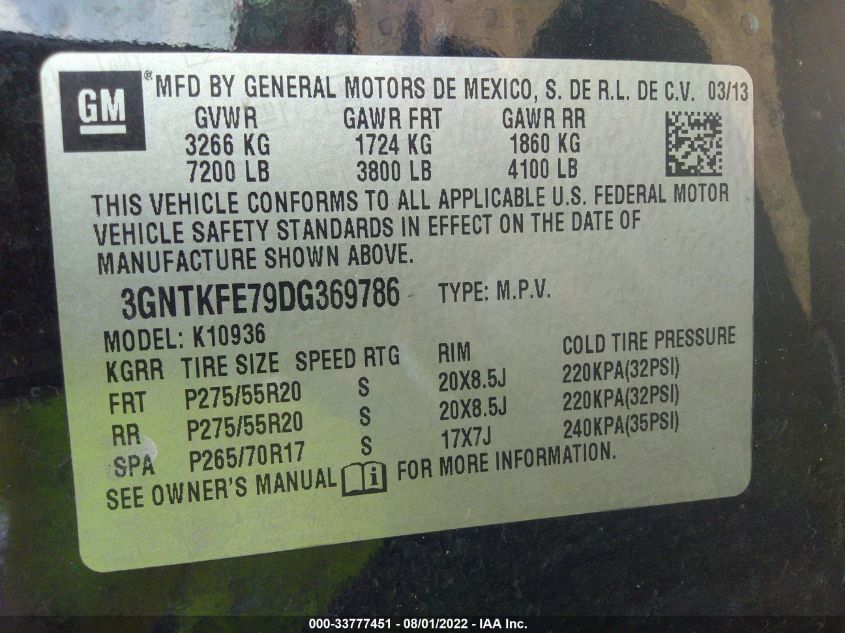 GM ® MFD BY GENERAL MOTORS DE MEXICO, S. DE R.L. DE C.V. 03/13
GVWR GAWR FRT GAWR RR
3266 KG 1724 KG 1860 KG
7200 LB 3800 LB 4100 LB
THIS VEHICLE CONFORMS TO ALL APPLICABLE U.S. FEDERAL MOTOR
VEHICLE SAFETY STANDARDS IN EFFECT ON THE DATE OF
MANUFACTURE SHOWN ABOVE.
3GNTKFE79DG369786 TYPE: M.P.V.
MODEL: K10936
KGRR TIRE SIZE SPEED RTG RIM COLD TIRE PRESSURE
FRT P275/55R20 S 20X8.5J 220KPA(32PSI)
RR P275/55R20 S 20X8.5J 220KPA(32PSI)
SPA P265/70R17 S 17X7J 240KPA(35PSI)
SEE OWNER'S MANUAL i FOR MORE INFORMATION.
000-33777451 - 08/01/2022 - IAA Inc.